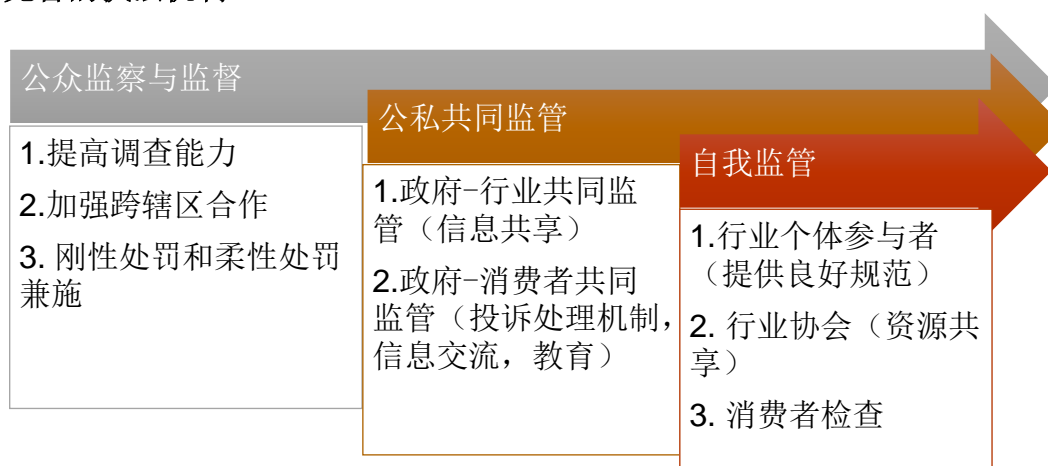 公众监察与监督
1.提高调查能力
2.加强跨辖区合作
3. 刚性处罚和柔性处罚
兼施
公私共同监管
1.政府-行业共同监
管（信息共享）
2.政府-消费者共同
监管（投诉处理机制，
信息交流，教育）
自我监管
1.行业个体参与者
（提供良好规范）
2. 行业协会（资源共
享）
3. 消费者检查